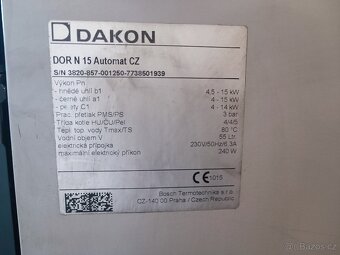 DAKON
DOR N 15 Automat CZ
S/N 3820-857-001250-7738501939
Výkon Pn
- hnědé uhlí b1 4,5 - 15 kW
- černé uhlí a1 4 - 15 kW
- pelety C1 4 - 14 kW
Prac. přetlak PMS/PS 3 bar
Třída kotle HU/ČU/Pel 4/4/5
Tepl. top. vody Tmax/TS 80 °C
Vodní objem V 55 Ltr.
elektrická příkon 230V/50Hz/6.3A
maximální elektrický příkon 240 W
CE 1015
Bosch Termotechnika s.r.o.
CZ-140 00 Praha / Czech Republic
Bazoš.cz